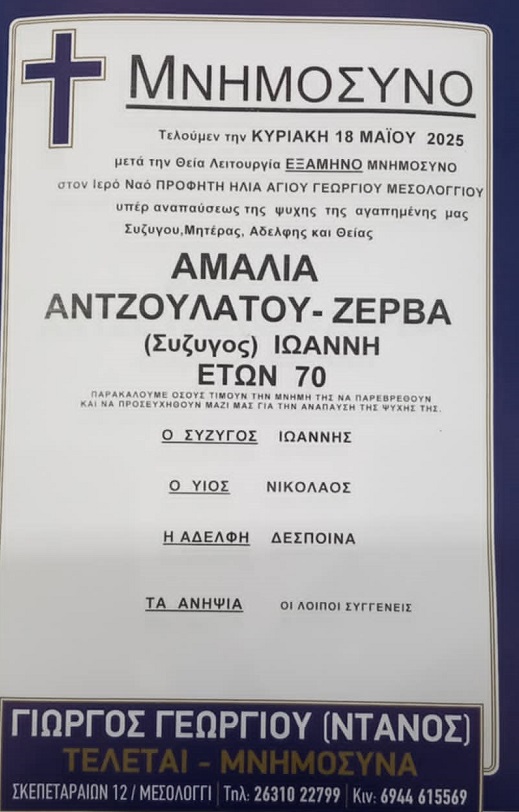 ΜΝΗΜΟΣΥΝΟ
Τελούμεν την ΚΥΡΙΑΚΗ 18 ΜΑΪΟΥ 2025
μετά την Θεία Λειτουργία ΕΞΑΜΗΝΟ ΜΝΗΜΟΣΥΝΟ
στον Ιερό Ναό ΠΡΟΦΗΤΗ ΗΛΙΑ ΑΓΙΟΥ ΓΕΩΡΓΙΟΥ ΜΕΣΟΛΟΓΓΙΟΥ
υπέρ αναπαύσεως της ψυχης της αγαπημένης μας
Συζυγου,Μητέρας, Αδελφης και Θείας
ΑΜΑΛΙΑ
ΑΝΤΖΟΥΛΑΤΟΥ- ΖΕΡΒΑ
(Συζυγος) ΙΩΑΝΝΗ
ΕΤΩΝ 70
ΠΑΡΑΚΑΛΟΥΜΕ ΟΣΟΥΣ ΤΙΜΟΥΝ ΤΗΝ ΜΝΗΜΗ ΤΗΣ ΝΑ ΠΑΡΕΒΡΕΘΟΥΝ
ΚΑΙ ΝΑ ΠΡΟΣΕΥΧΗΘΟΥΝ ΜΑΖΙ ΜΑΣ ΓΙΑ ΤΗΝ ΑΝΑΠΑΥΣΗ ΤΗΣ ΨΥΧΗΣ ΤΗΣ.
Ο ΣΥΖΥΓΟΣ ΙΩΑΝΝΗΣ
Ο ΥΙΟΣ ΝΙΚΟΛΑΟΣ
Η ΑΔΕΛΦΗ ΔΕΣΠΟΙΝΑ
ΤΑ ΑΝΗΨΙΑ ΟΙ ΛΟΙΠΟΙ ΣΥΓΓΕΝΕΙΣ
ΓΙΩΡΓΟΣ ΓΕΩΡΓΙΟΥ (ΝΤΑΝΟΣ)
ΤΕΛΕΤΑΙ - ΜΝΗΜΟΣΥΝΑ
ΣΚΕΠΕΤΑΡΑΙΩΝ 12 / ΜΕΣΟΛΟΓΓΙ | Τηλ: 26310 22799 | Κιν: 6944 615569